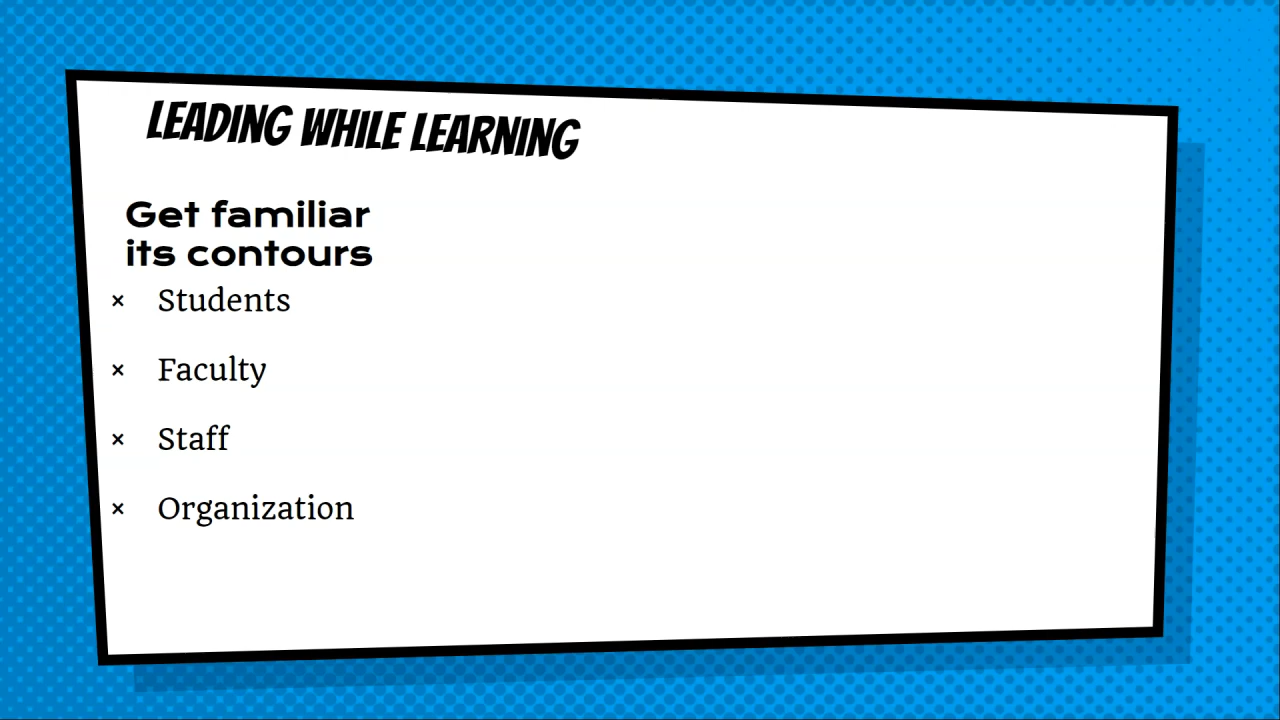 LEADING WHILE LEARNING
Get familiar
its contours
× Students
× Faculty
× Staff
× Organization